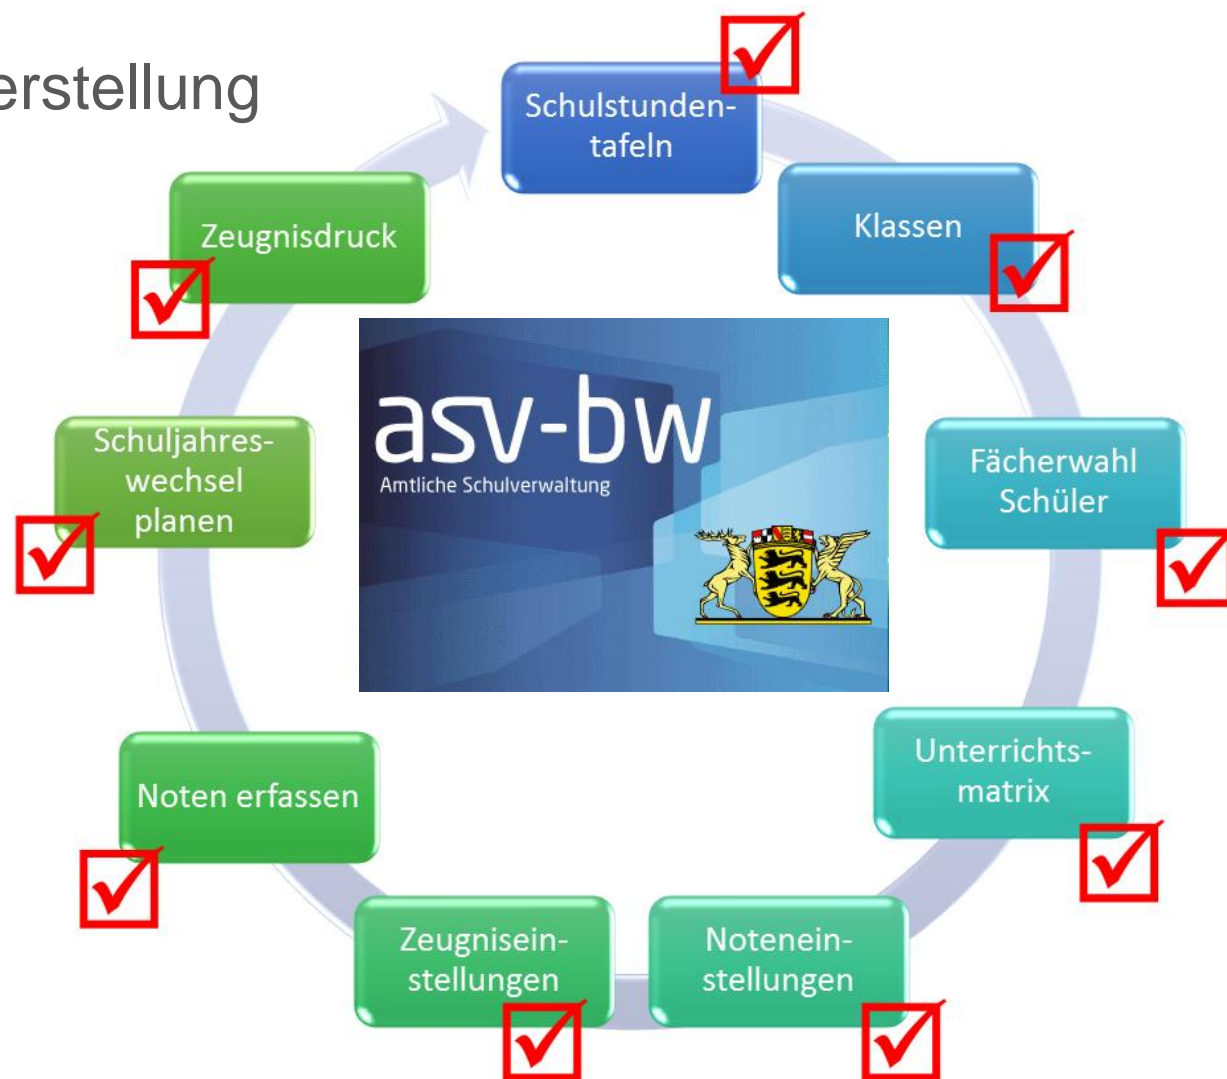 erstellung
Schulstunden-
tafeln
Klassen
Fächerwahl
Schüler
Unterrichts-
matrix
Notenein-
stellungen
Zeugnisein-
stellungen
Noten erfassen
Schuljahres-
wechsel
planen
Zeugnisdruck
asv-bw
Amtliche Schulverwaltung